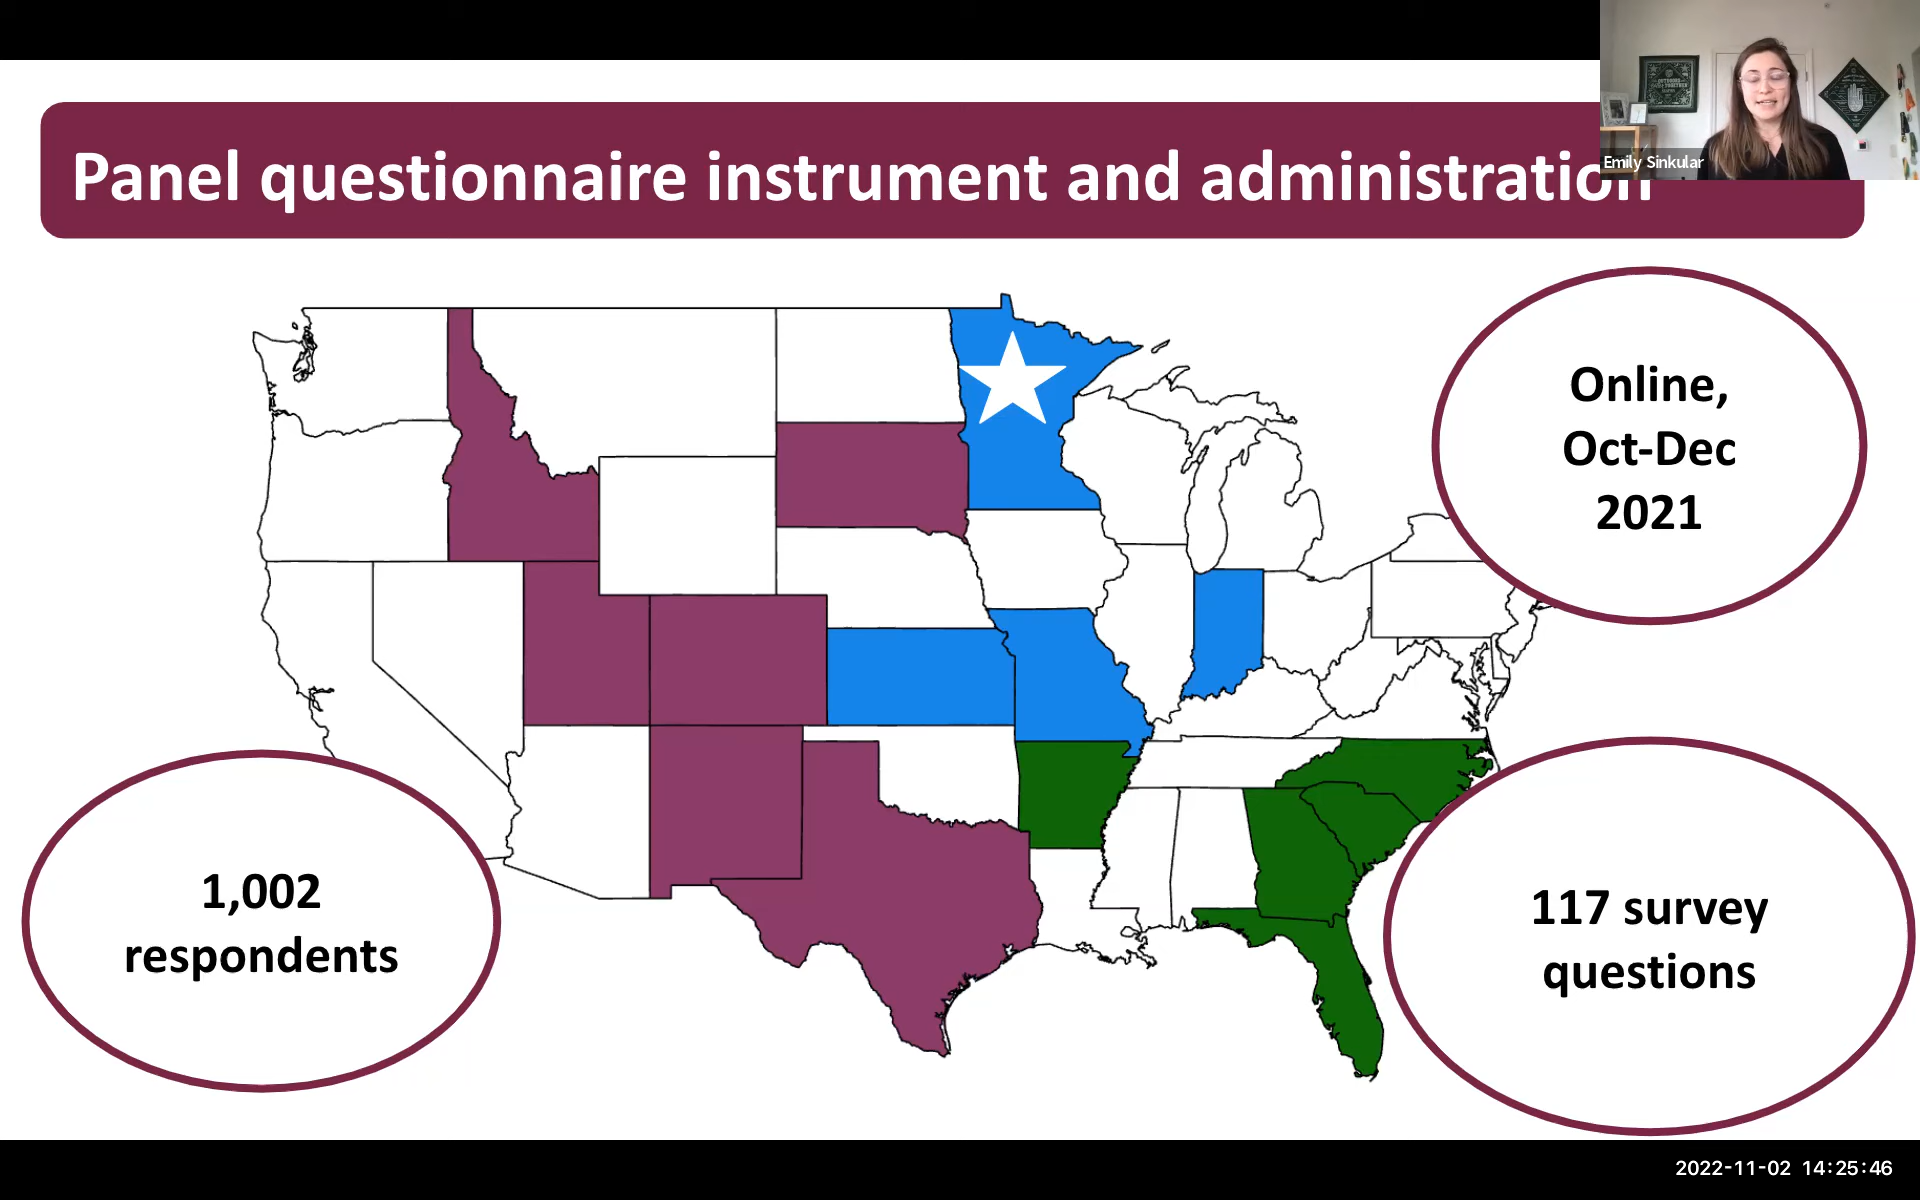 Panel questionnaire instrument and administration
Emily Sinkular
Online,
Oct-Dec
2021
1,002
respondents
117 survey
questions
2022-11-02 14:25:46